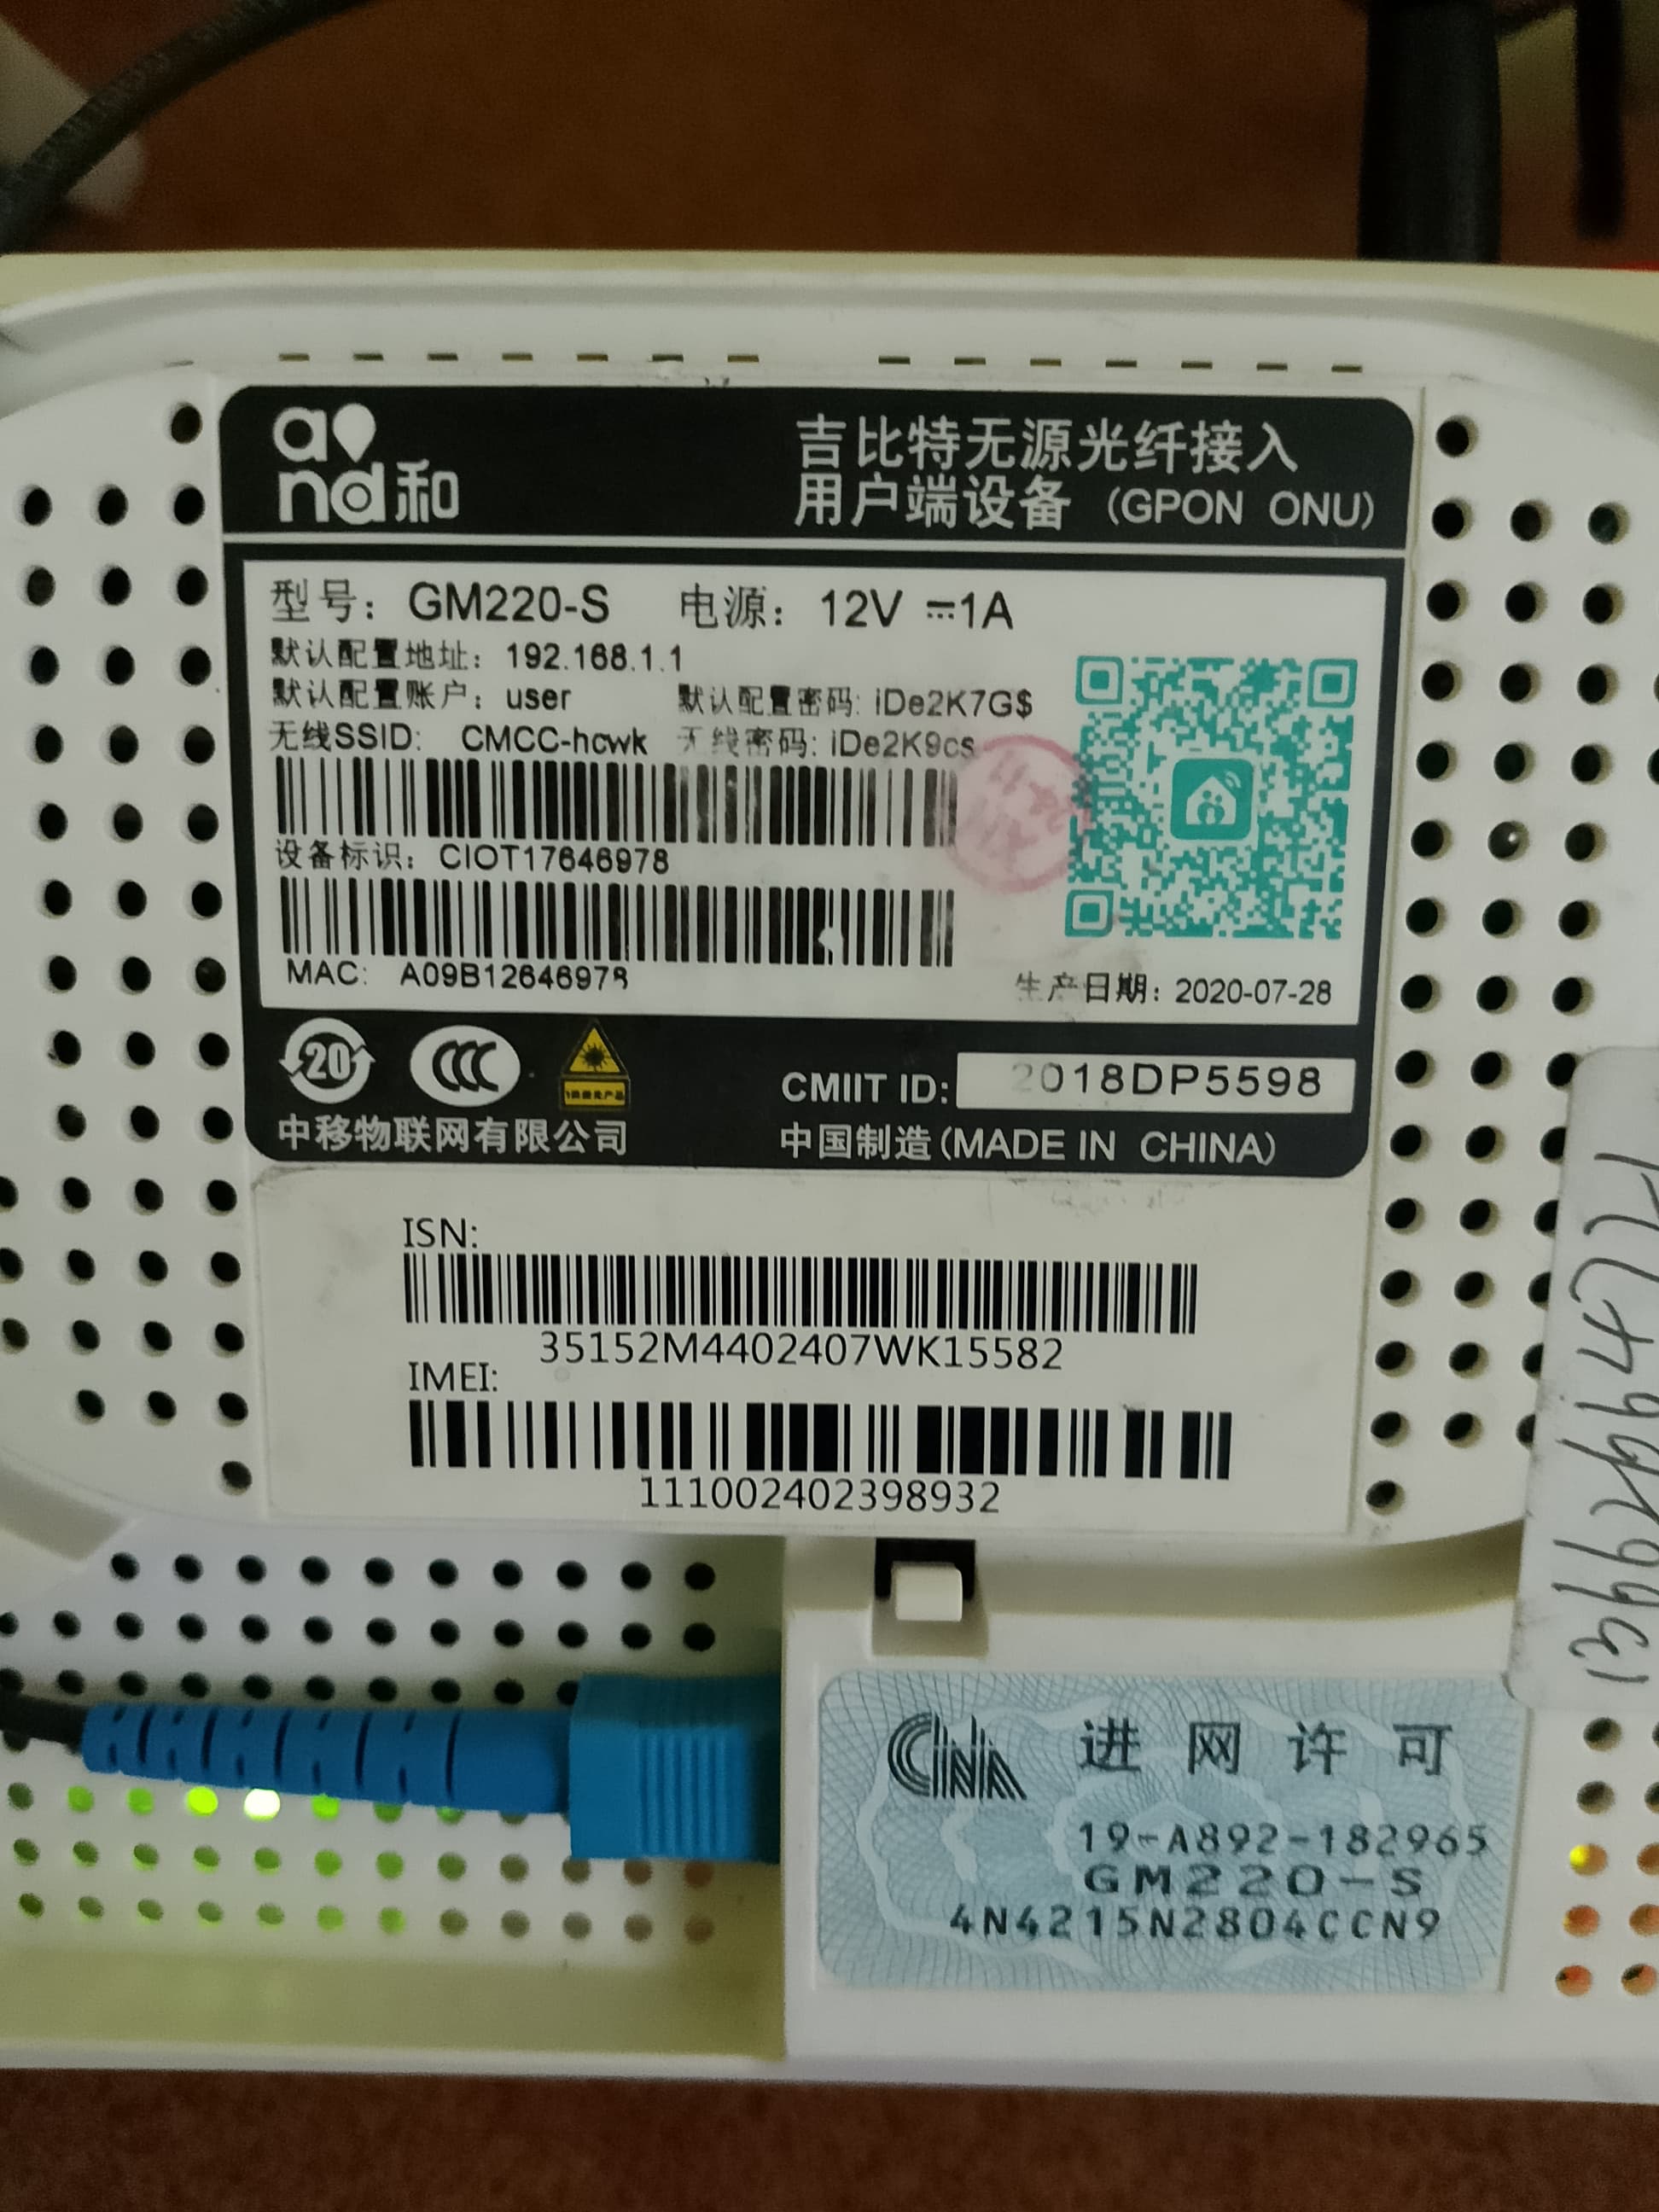 and和
吉比特无源光纤接入
用户端设备 (GPON ONU)
型号: GM220-S 电源: 12V ⎓1A
默认配置地址: 192.168.1.1
默认配置账户: user 默认配置密码: iDe2K7G$
无线SSID: CMCC-hcwk 无线密码: iDe2K9cs
设备标识: CIOT17646978
MAC: A09B12646978
生产日期: 2020-07-28
20
CCC
CMIIT ID: 2018DP5598
中移物联网有限公司 中国制造(MADE IN CHINA)
ISN:
35152M4402407WK15582
IMEI:
111002402398932
CNA 进网许可
19-A892-182965
GM220-S
4N4215N2804CCN9